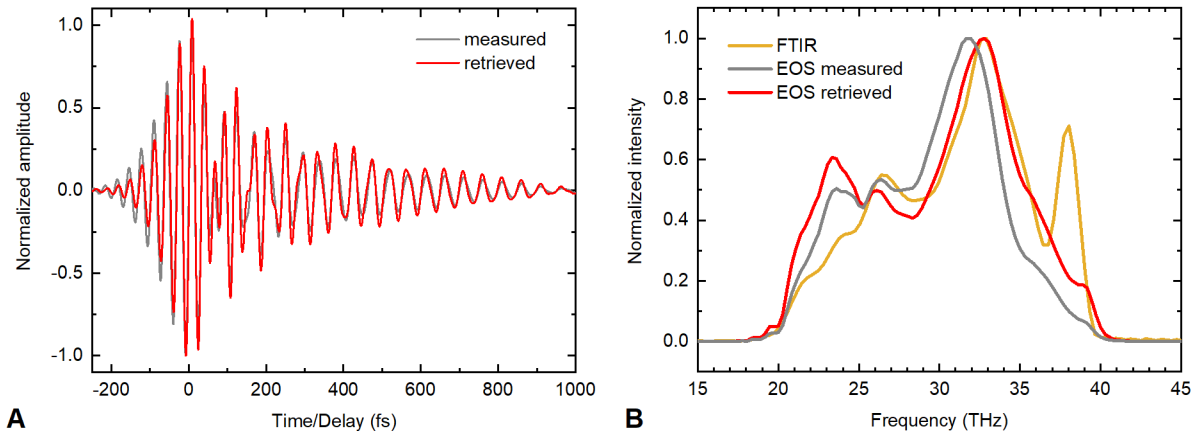 measured
retrieved
1.0
0.5
0.0
-0.5
-1.0
Normalized amplitude
-200 0 200 400 600 800 1000
Time/Delay (fs)
A
FTIR
EOS measured
EOS retrieved
1.0
0.8
0.6
0.4
0.2
0.0
Normalized intensity
15 20 25 30 35 40 45
Frequency (THz)
B